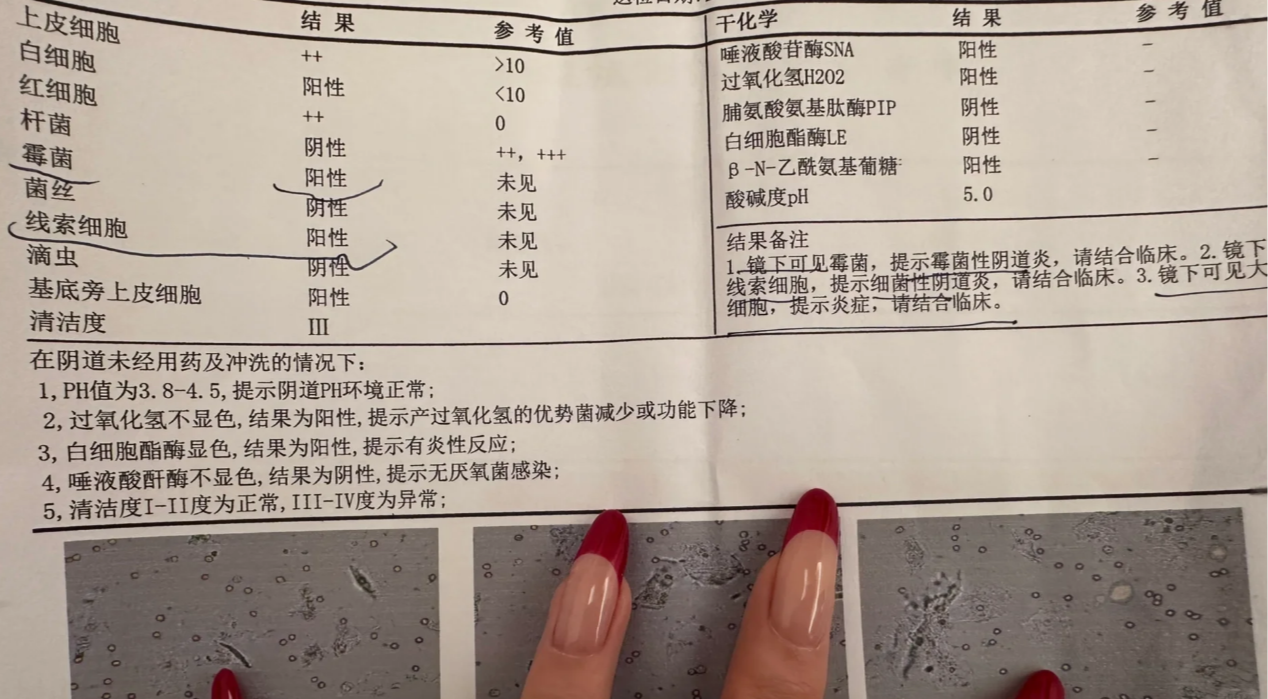 结 果 参 考 值
上皮细胞 ++ >10
白细胞 阳性 <10
红细胞 ++ 0
杆菌 阴性 ++, +++
霉菌 阳性 未见
菌丝 阴性 未见
线索细胞 阳性 未见
滴虫 阴性 未见
基底旁上皮细胞 阳性 0
清洁度 III
干化学 结 果 参 考 值
唾液酸苷酶SNA 阳性 -
过氧化氢H2O2 阳性 -
脯氨酸氨基肽酶PIP 阴性 -
白细胞酯酶LE 阴性 -
β-N-乙酰氨基葡糖 阳性 -
酸碱度pH 5.0
结果备注
1.镜下可见霉菌，提示霉菌性阴道炎，请结合临床。2.镜下
线索细胞，提示细菌性阴道炎，请结合临床。3.镜下可见大
细胞，提示炎症，请结合临床。
在阴道未经用药及冲洗的情况下：
1,PH值为3.8-4.5,提示阴道PH环境正常；
2,过氧化氢不显色,结果为阳性,提示产过氧化氢的优势菌减少或功能下降；
3,白细胞酯酶显色,结果为阳性,提示有炎性反应；
4,唾液酸酐酶不显色,结果为阴性,提示无厌氧菌感染；
5,清洁度I-II度为正常,III-IV度为异常；